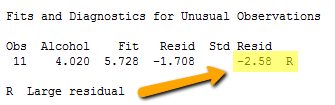 Fits and Diagnostics for Unusual Observations
Obs Alcohol Fit Resid Std Resid
11 4.020 5.728 -1.708 -2.58 R
R Large residual